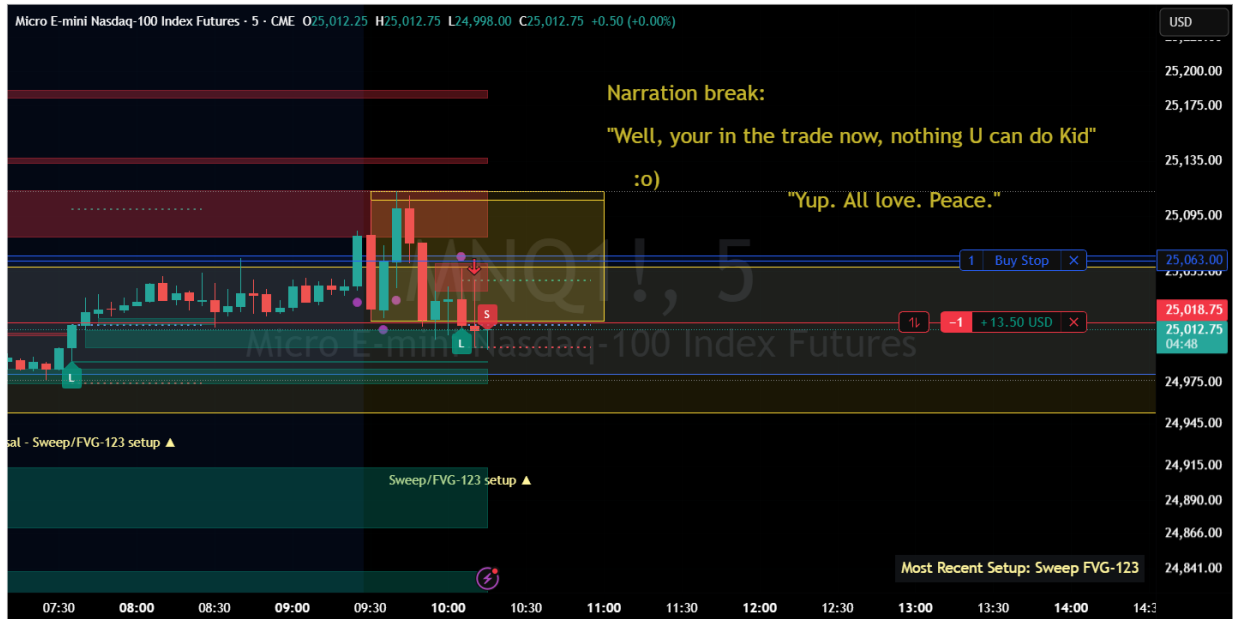 Micro E-mini Nasdaq-100 Index Futures · 5 · CME O25,012.25 H25,012.75 L24,998.00 C25,012.75 +0.50 (+0.00%)
USD
25,200.00
Narration break:
25,175.00
"Well, your in the trade now, nothing U can do Kid"
25,135.00
:o)
"Yup. All love. Peace."
25,095.00
MNQ1!, 5
1 Buy Stop ×
25,063.00
S
25,018.75
−1 +13.50 USD ×
25,012.75
04:48
L
Micro E-mini Nasdaq-100 Index Futures
L
24,975.00
24,945.00
sal - Sweep/FVG-123 setup ▲
24,915.00
Sweep/FVG-123 setup ▲
24,890.00
24,866.00
Most Recent Setup: Sweep FVG-123
24,841.00
07:30 08:00 08:30 09:00 09:30 10:00 10:30 11:00 11:30 12:00 12:30 13:00 13:30 14:00